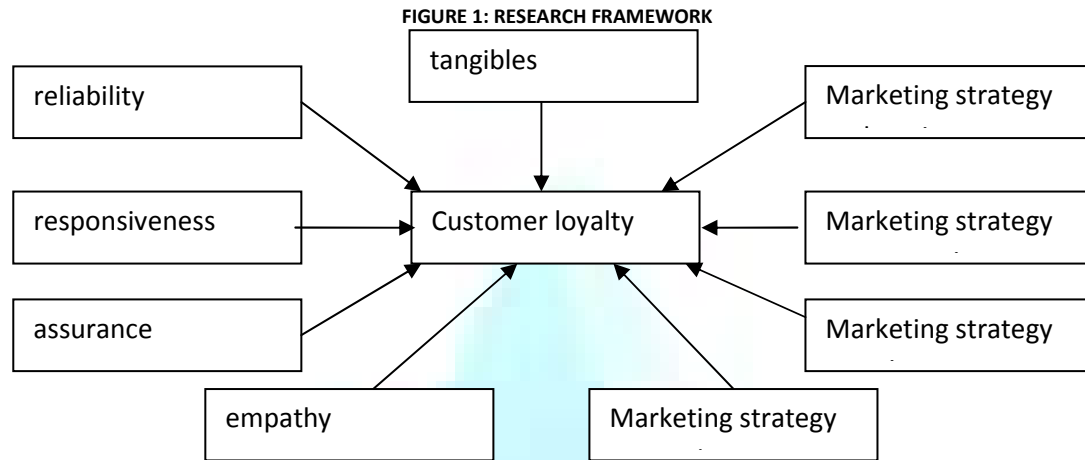 FIGURE 1: RESEARCH FRAMEWORK
tangibles
reliability
Marketing strategy
responsiveness
Customer loyalty
Marketing strategy
assurance
Marketing strategy
empathy
Marketing strategy